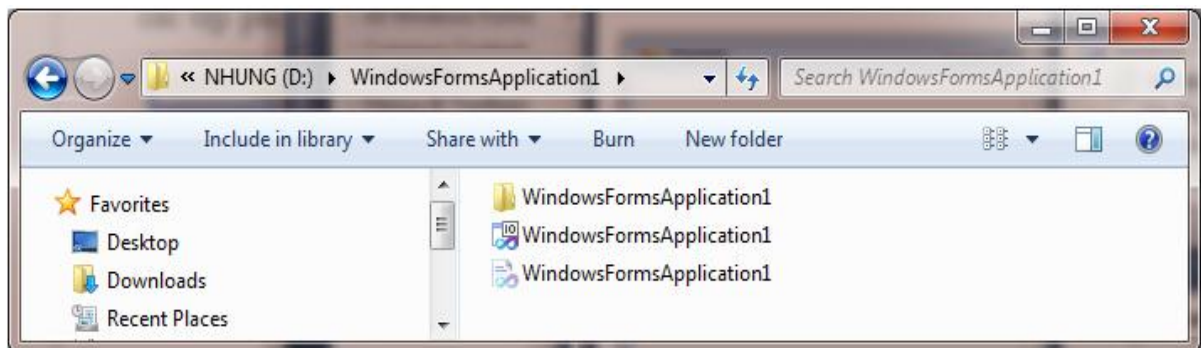 « NHUNG (D:) ▸ WindowsFormsApplication1 ▸ Search WindowsFormsApplication1
Organize ▾ Include in library ▾ Share with ▾ Burn New folder
Favorites
Desktop
Downloads
Recent Places
WindowsFormsApplication1
WindowsFormsApplication1
WindowsFormsApplication1